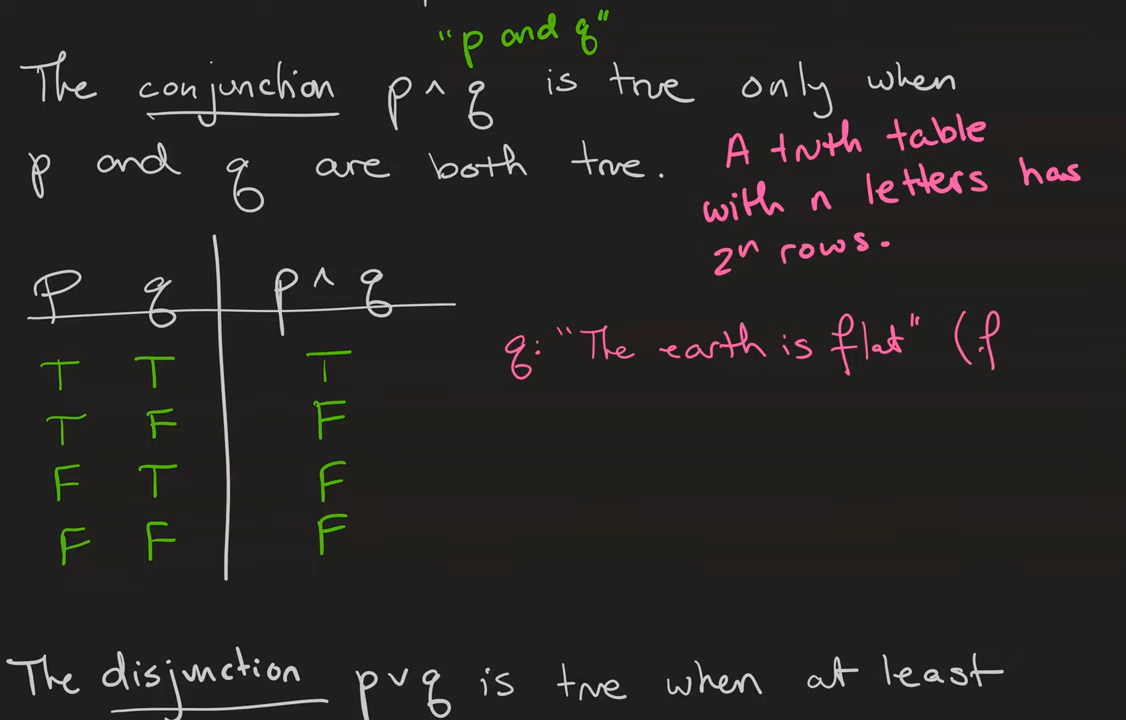 "p and q"
The conjunction p ∧ q is true only when
p and q are both true.
A truth table
with n letters has
2ⁿ rows.
p q p ∧ q
T T T
T F F
F T F
F F F
q: "The earth is flat" (f
The disjunction p ∨ q is true when at least